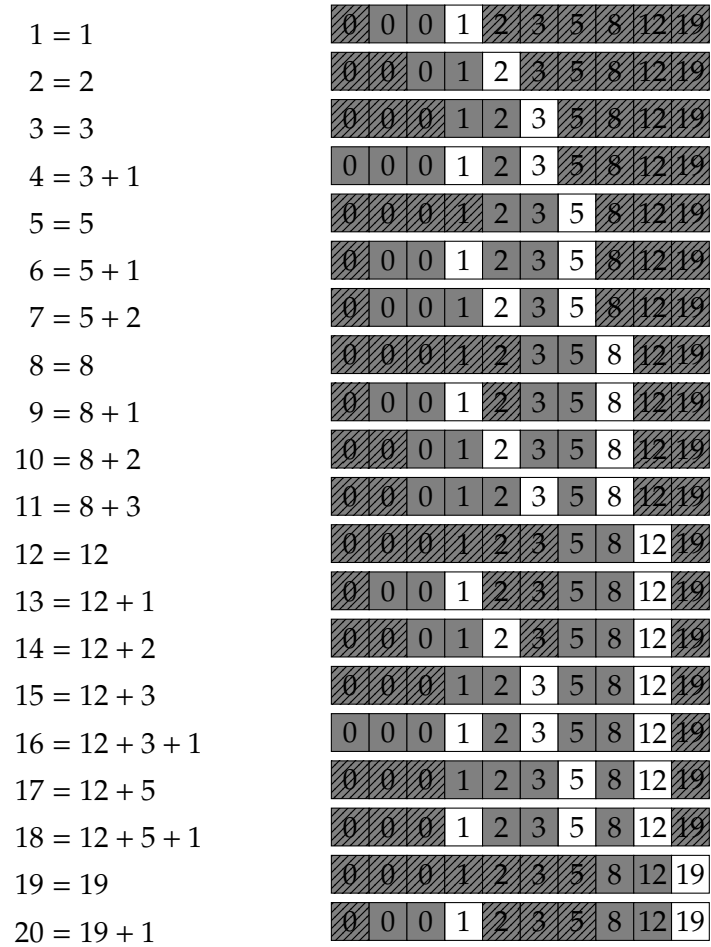 1 = 1 0 0 0 1 2 3 5 8 12 19
2 = 2 0 0 0 1 2 3 5 8 12 19
3 = 3 0 0 0 1 2 3 5 8 12 19
4 = 3 + 1 0 0 0 1 2 3 5 8 12 19
5 = 5 0 0 0 1 2 3 5 8 12 19
6 = 5 + 1 0 0 0 1 2 3 5 8 12 19
7 = 5 + 2 0 0 0 1 2 3 5 8 12 19
8 = 8 0 0 0 1 2 3 5 8 12 19
9 = 8 + 1 0 0 0 1 2 3 5 8 12 19
10 = 8 + 2 0 0 0 1 2 3 5 8 12 19
11 = 8 + 3 0 0 0 1 2 3 5 8 12 19
12 = 12 0 0 0 1 2 3 5 8 12 19
13 = 12 + 1 0 0 0 1 2 3 5 8 12 19
14 = 12 + 2 0 0 0 1 2 3 5 8 12 19
15 = 12 + 3 0 0 0 1 2 3 5 8 12 19
16 = 12 + 3 + 1 0 0 0 1 2 3 5 8 12 19
17 = 12 + 5 0 0 0 1 2 3 5 8 12 19
18 = 12 + 5 + 1 0 0 0 1 2 3 5 8 12 19
19 = 19 0 0 0 1 2 3 5 8 12 19
20 = 19 + 1 0 0 0 1 2 3 5 8 12 19